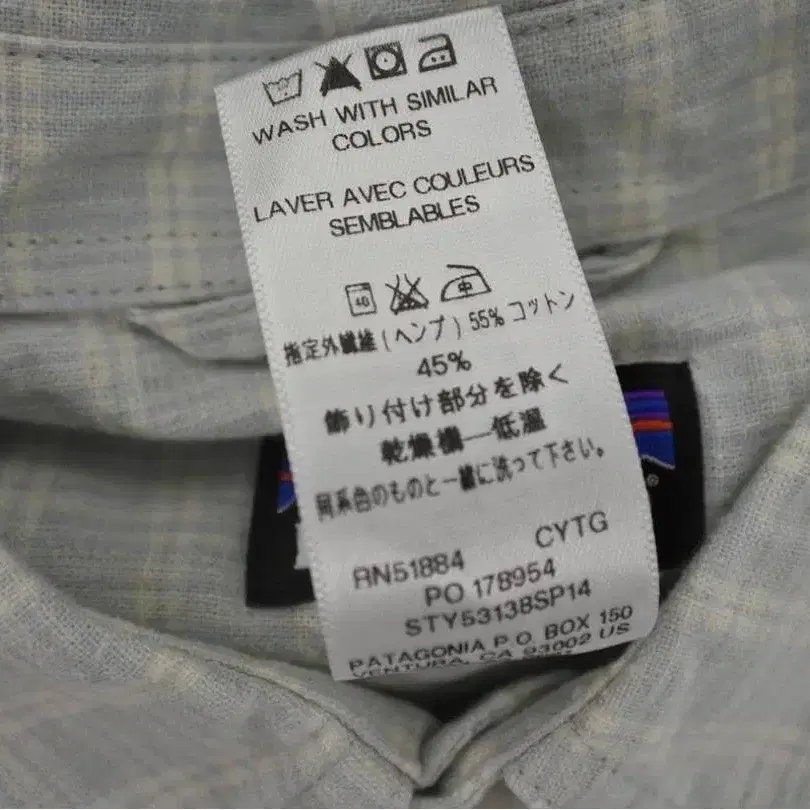 WASH WITH SIMILAR
COLORS
LAVER AVEC COULEURS
SEMBLABLES
40
中
指定外繊維(ヘンプ)55% コットン
45%
飾り付け部分を除く
乾燥機—低温
同系色のものと一緒に洗って下さい。
RN51884 CYTG
PO 178954
STY53138SP14
PATAGONIA P.O. BOX 150
VENTURA, CA 93002 US